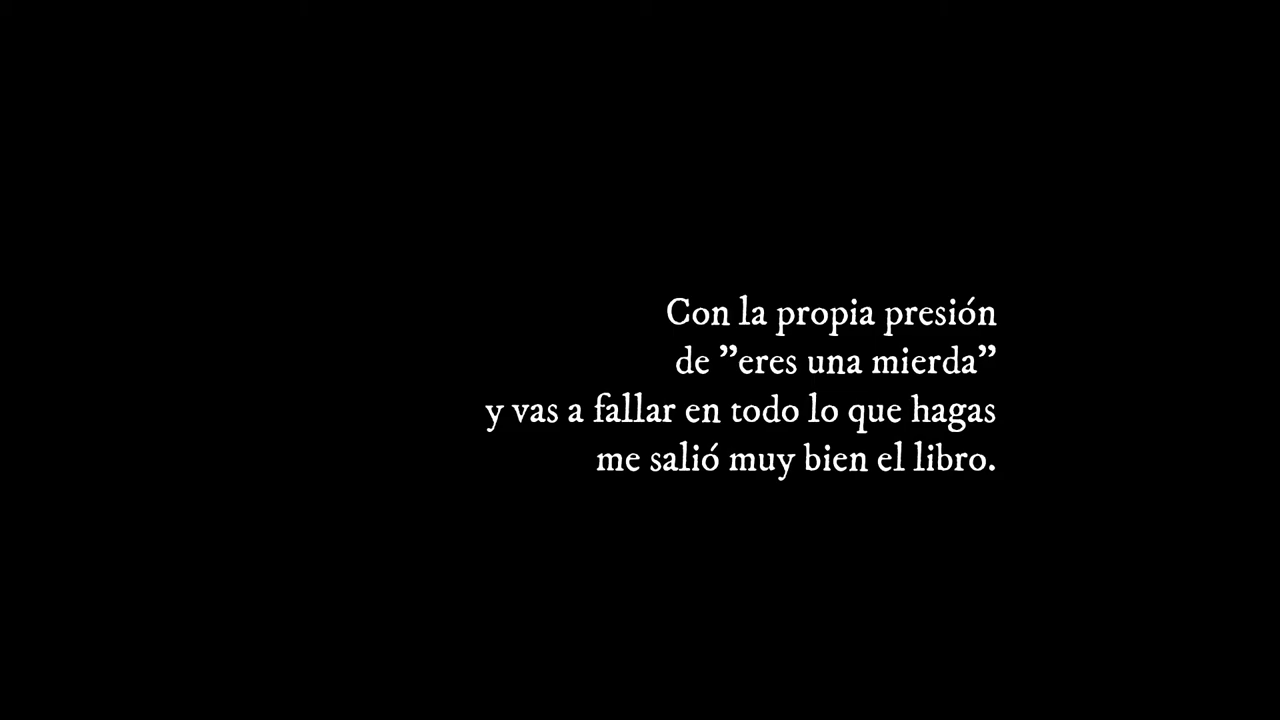 Con la propia presión
de ”eres una mierda”
y vas a fallar en todo lo que hagas
me salió muy bien el libro.